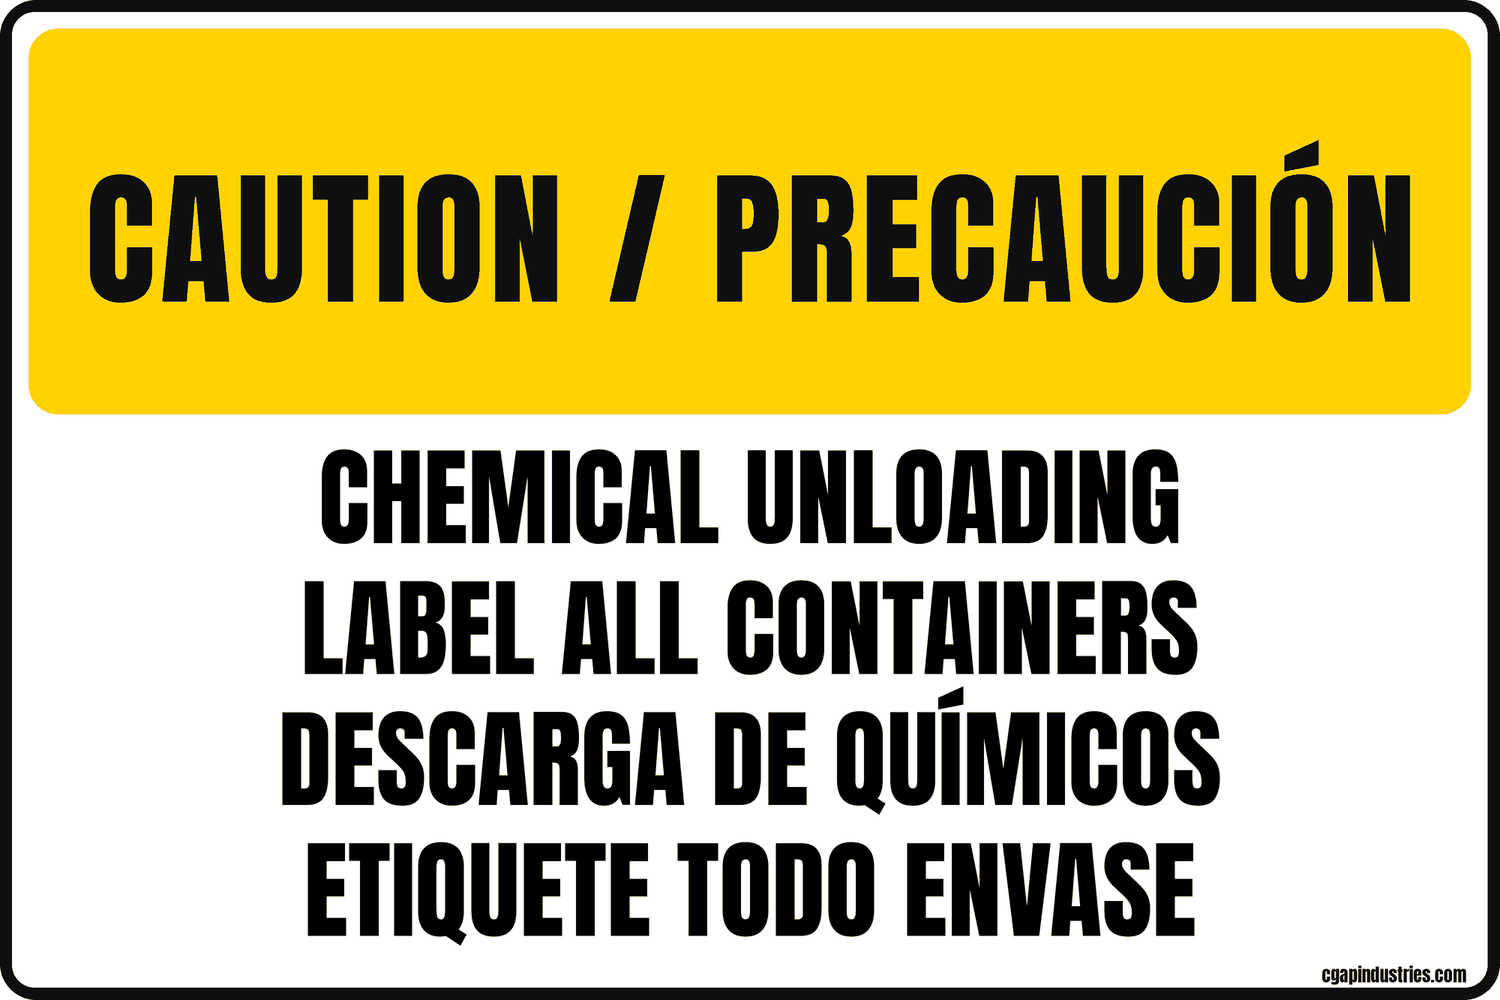 CAUTION / PRECAUCIÓN
CHEMICAL UNLOADING
LABEL ALL CONTAINERS
DESCARGA DE QUÍMICOS
ETIQUETE TODO ENVASE
cgapindustries.com